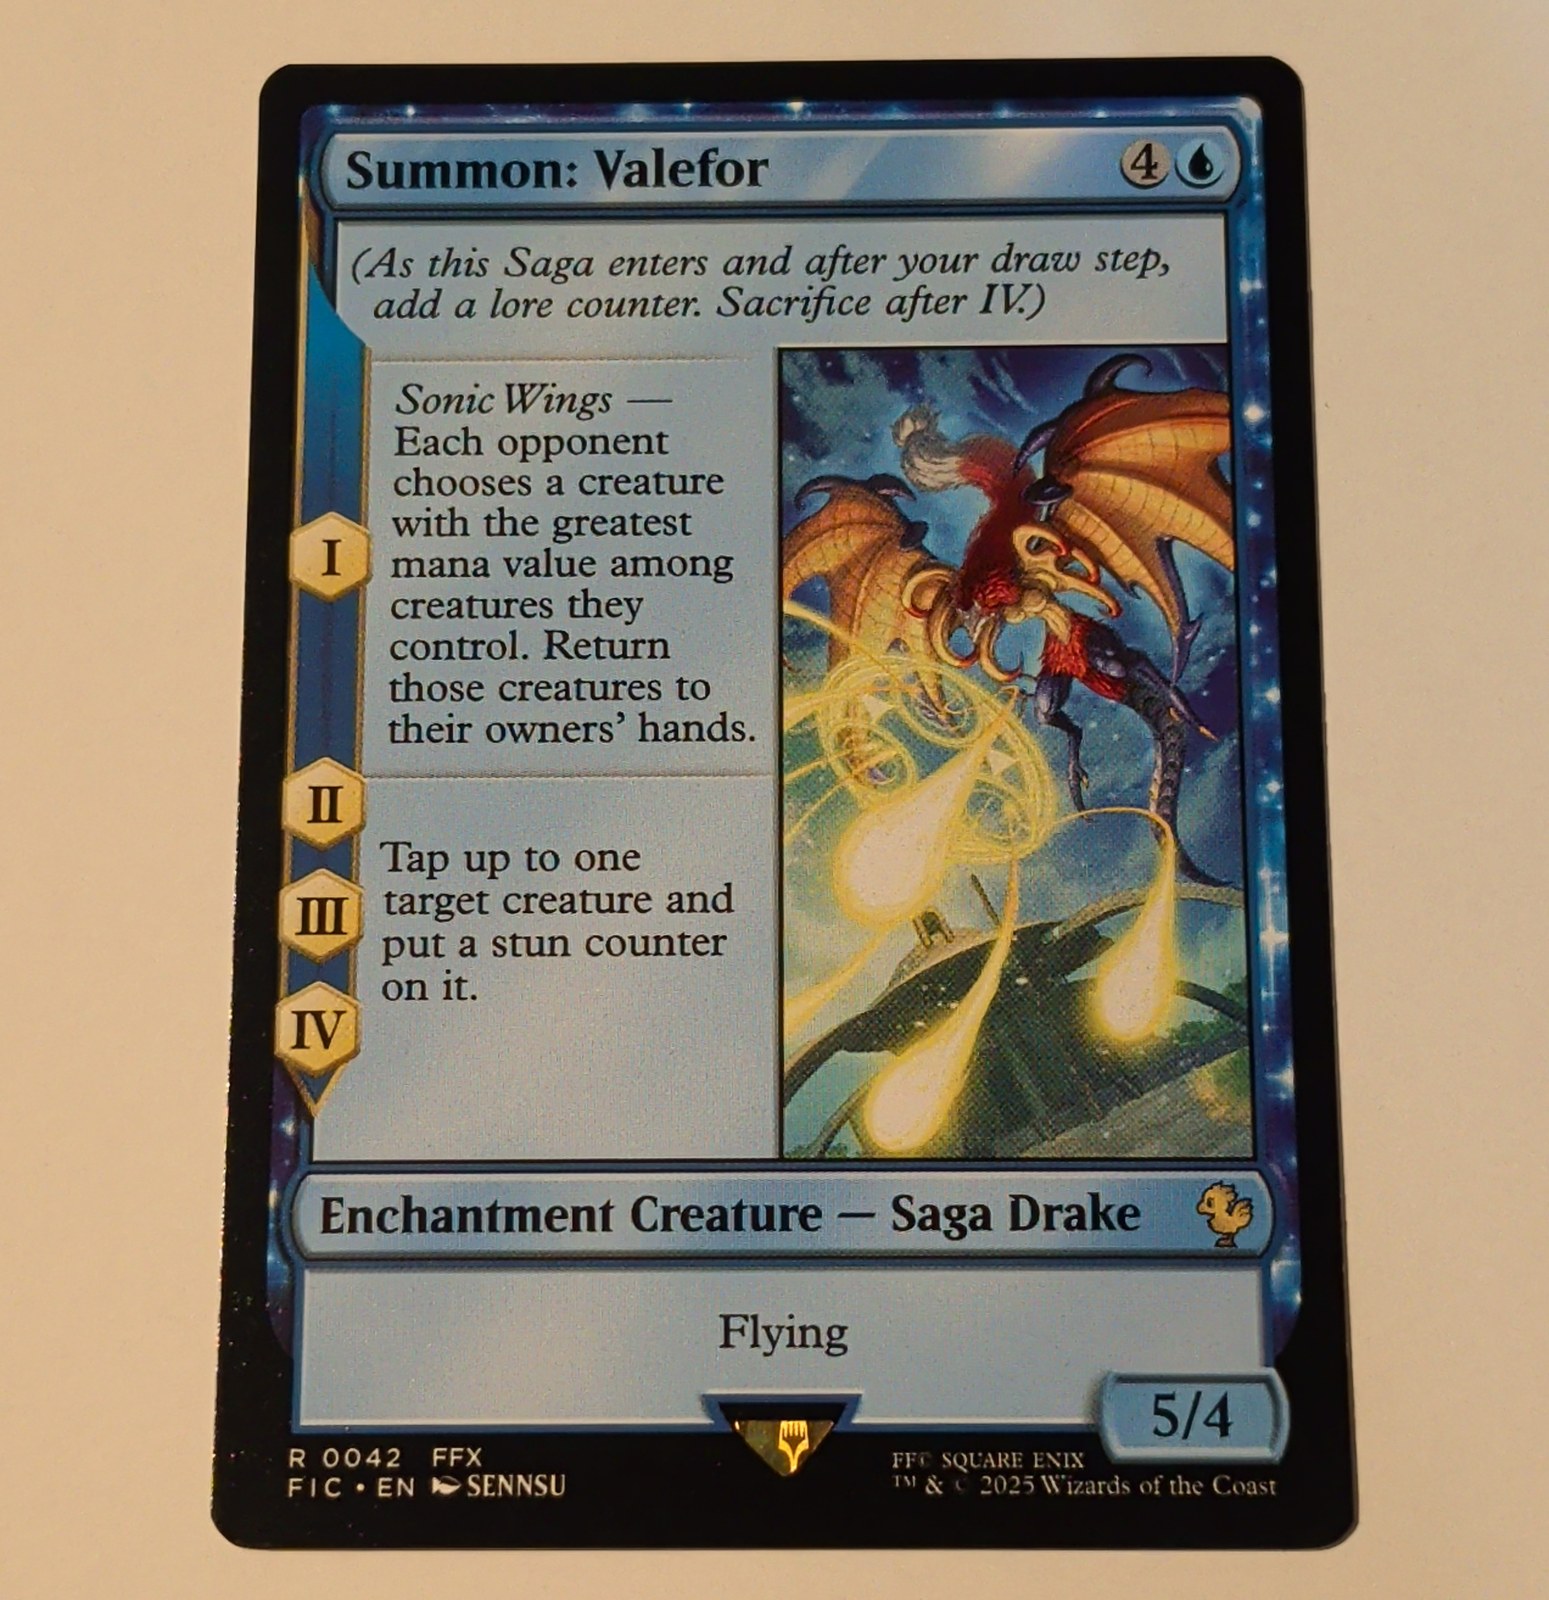 Summon: Valefor 4
(As this Saga enters and after your draw step,
add a lore counter. Sacrifice after IV.)
I
Sonic Wings —
Each opponent
chooses a creature
with the greatest
mana value among
creatures they
control. Return
those creatures to
their owners’ hands.
II
III
IV
Tap up to one
target creature and
put a stun counter
on it.
Enchantment Creature — Saga Drake
Flying
5/4
R 0042 FFX
FIC • EN SENNSU
FF© SQUARE ENIX
™ & © 2025 Wizards of the Coast